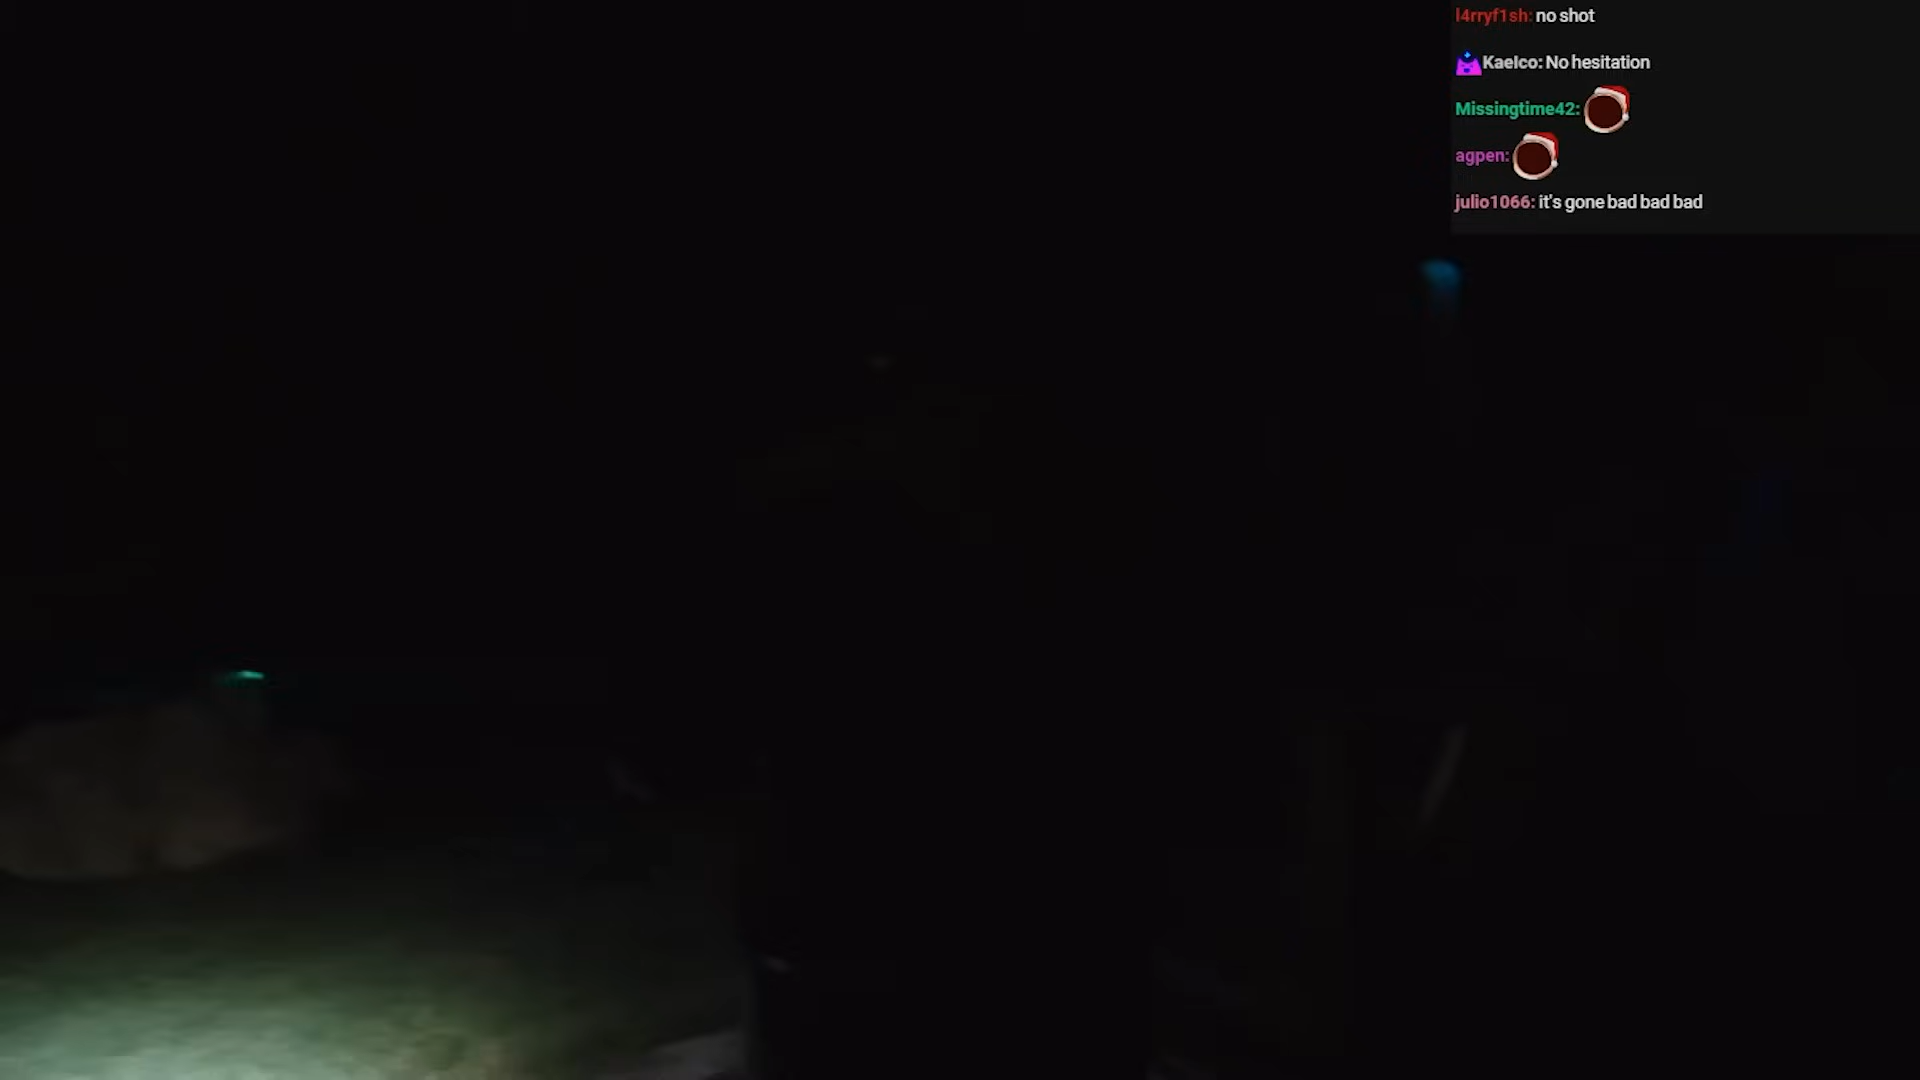 l4rryf1sh: no shot
Kaelco: No hesitation
Missingtime42:
agpen:
julio1066: it's gone bad bad bad